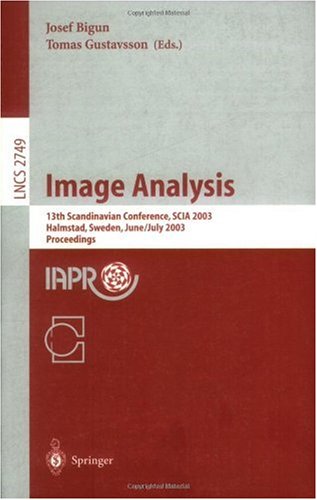 Josef Bigun
Tomas Gustavsson (Eds.)
LNCS 2749
Image Analysis
13th Scandinavian Conference, SCIA 2003
Halmstad, Sweden, June/July 2003
Proceedings
IAPR
Springer